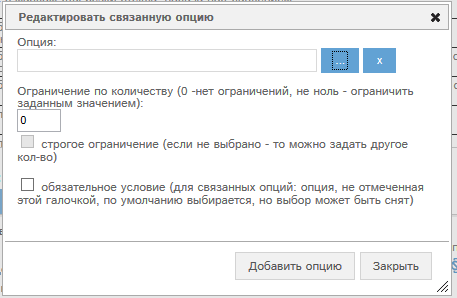 Редактировать связанную опцию
Опция:
... x
Ограничение по количеству (0 -нет ограничений, не ноль - ограничить
заданным значением):
0
строгое ограничение (если не выбрано - то можно задать другое
кол-во)
обязательное условие (для связанных опций: опция, не отмеченная
этой галочкой, по умолчанию выбирается, но выбор может быть снят)
Добавить опцию Закрыть